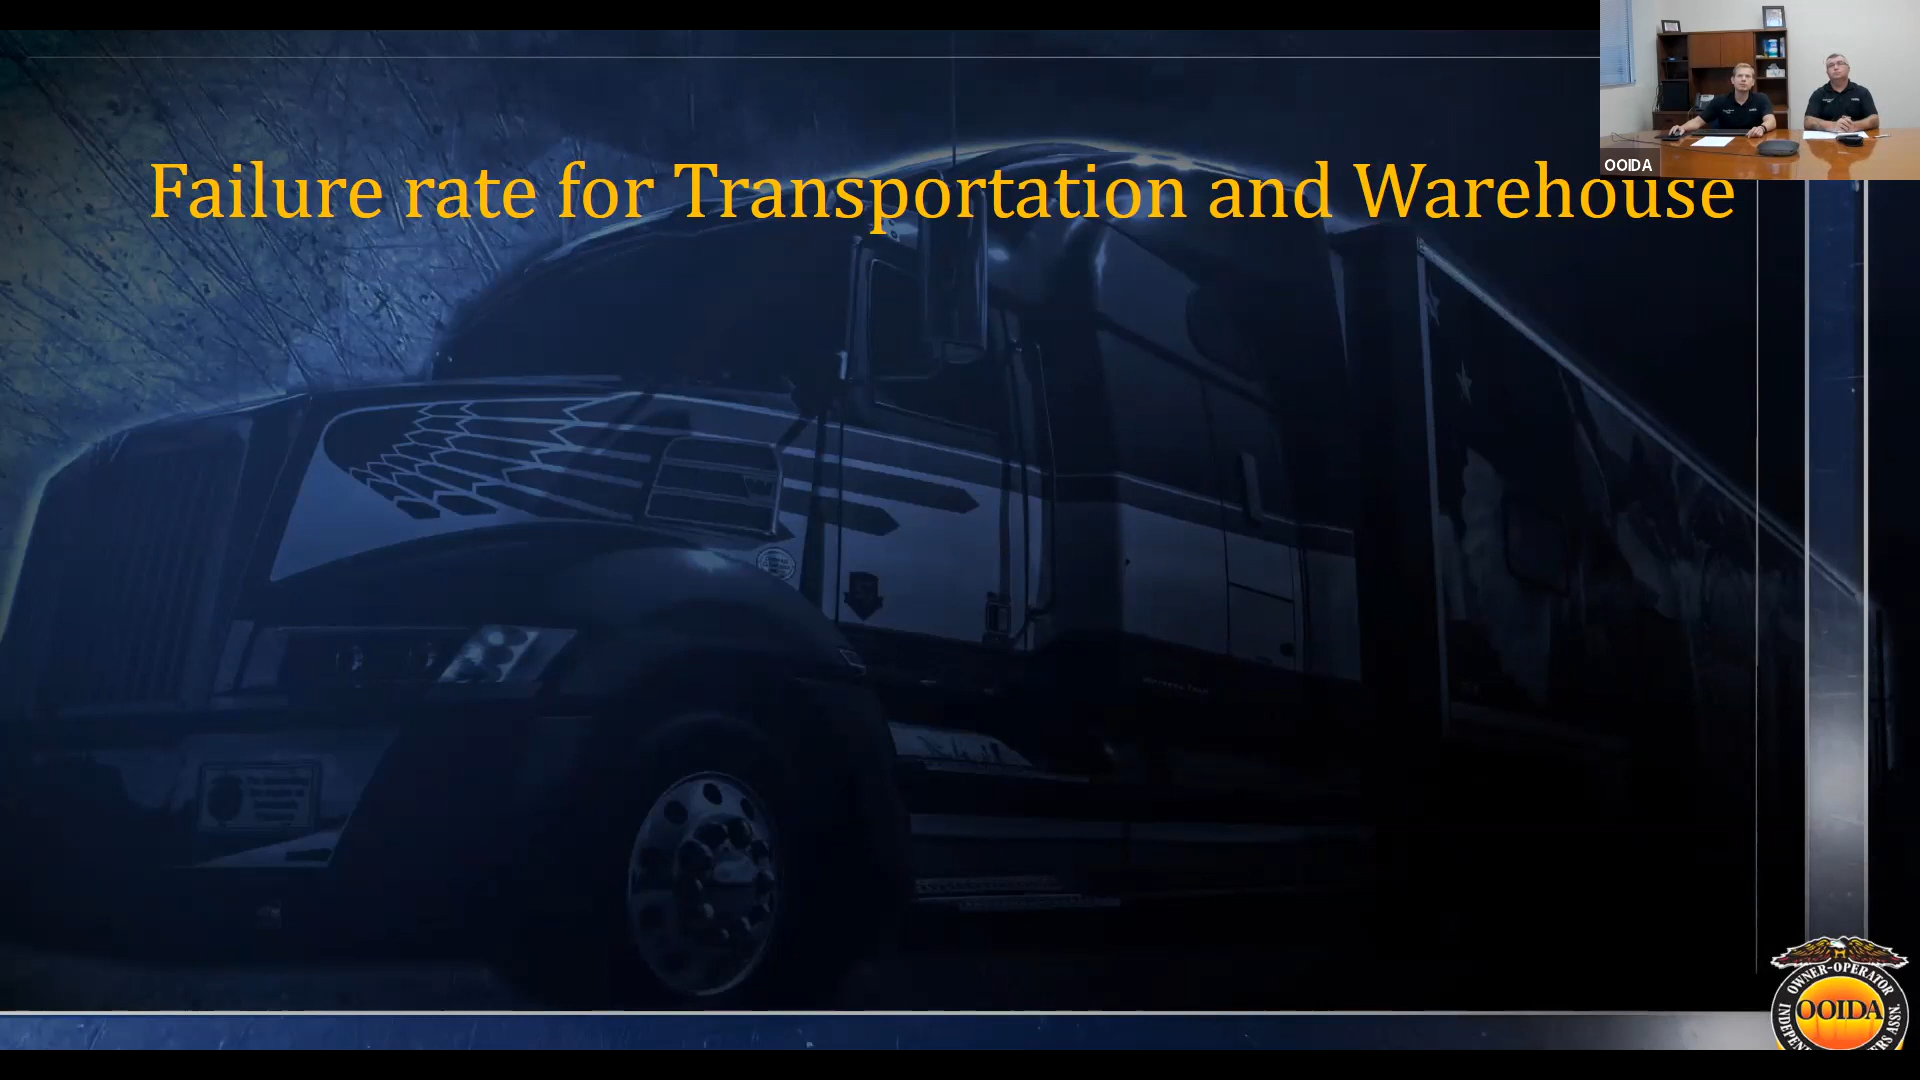 OOIDA
Failure rate for Transportation and Warehouse
OWNER-OPERATOR
OOIDA